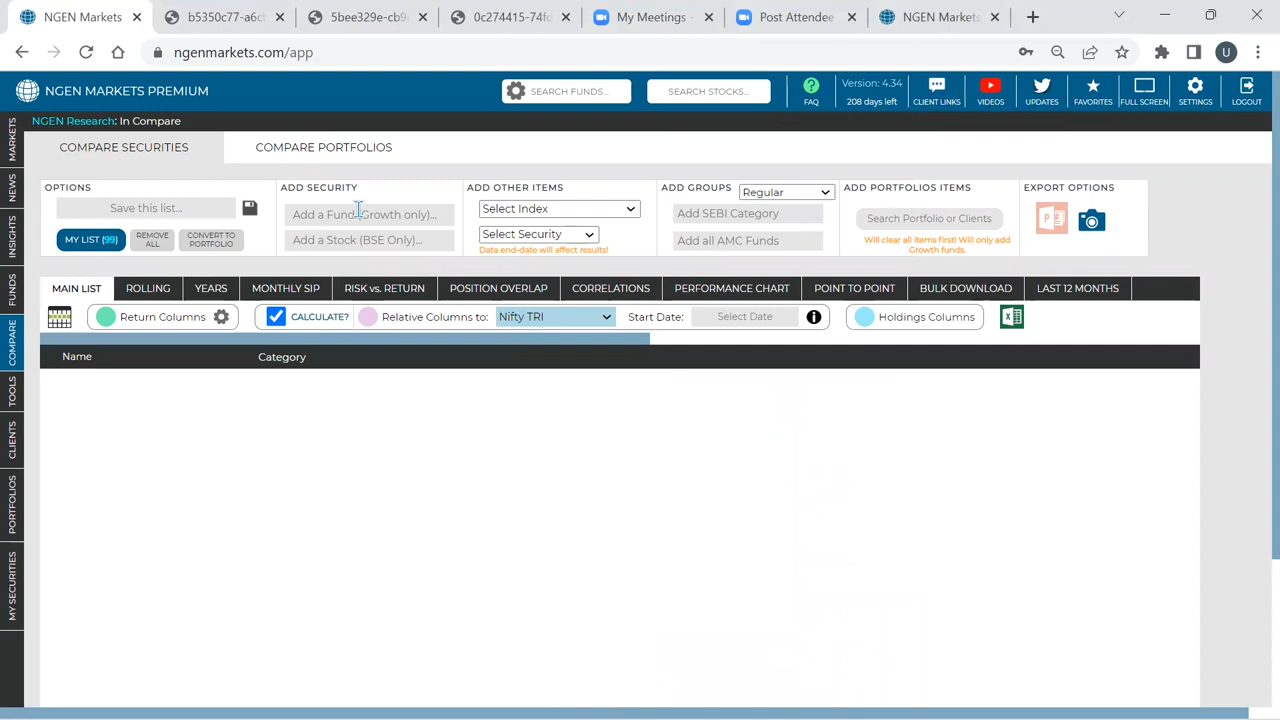 NGEN Markets
b5350c77-a6c
5bee329e-cb9
0c274415-74fd
My Meetings -
Post Attendee
NGEN Markets
ngenmarkets.com/app
U
NGEN MARKETS PREMIUM
SEARCH FUNDS...
SEARCH STOCKS...
FAQ
Version: 4.34
208 days left
CLIENT LINKS
VIDEOS
UPDATES
FAVORITES
FULL SCREEN
SETTINGS
LOGOUT
NGEN Research: In Compare
MARKETS
NEWS
INSIGHTS
FUNDS
COMPARE
TOOLS
CLIENTS
PORTFOLIOS
MY SECURITIES
COMPARE SECURITIES
COMPARE PORTFOLIOS
OPTIONS
Save this list...
MY LIST (99)
REMOVE ALL
CONVERT TO PORTFOLIO
ADD SECURITY
Add a Fund (Growth only)...
Add a Stock (BSE Only)...
ADD OTHER ITEMS
Select Index
Select Security
Data end-date will affect results!
ADD GROUPS
Regular
Add SEBI Category
Add all AMC Funds
ADD PORTFOLIOS ITEMS
Search Portfolio or Clients
Will clear all items first! Will only add
Growth funds.
EXPORT OPTIONS
MAIN LIST
ROLLING
YEARS
MONTHLY SIP
RISK vs. RETURN
POSITION OVERLAP
CORRELATIONS
PERFORMANCE CHART
POINT TO POINT
BULK DOWNLOAD
LAST 12 MONTHS
Return Columns
CALCULATE?
Relative Columns to:
Nifty TRI
Start Date:
Select Date
Holdings Columns
Name
Category